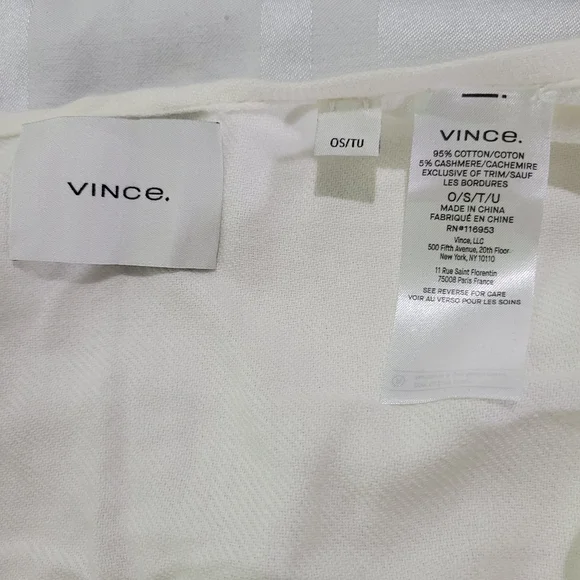 VINCE.
OS/TU
VINCE.
95% COTTON/COTON
5% CASHMERE/CACHEMIRE
EXCLUSIVE OF TRIM/SAUF
LES BORDURES
O/S/T/U
MADE IN CHINA
FABRIQUÉ EN CHINE
RN#116953
Vince, LLC
500 Fifth Avenue, 20th Floor
New York, NY 10110
11 Rue Saint Florentin
75008 Paris France
SEE REVERSE FOR CARE
VOIR AU VERSO POUR LES SOINS